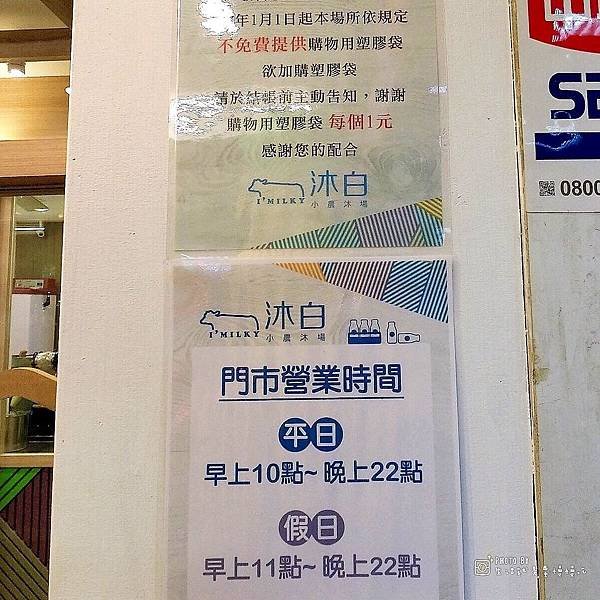 年1月1日起本場所依規定
不免費提供購物用塑膠袋
欲加購塑膠袋
請於結帳前主動告知，謝謝
購物用塑膠袋 每個1元
感謝您的配合
I'MILKY 沐白
小農沐場
I'MILKY 沐白
小農沐場
門市營業時間
平日
早上10點~ 晚上22點
假日
早上11點~ 晚上22點
0800
PHOTO BY